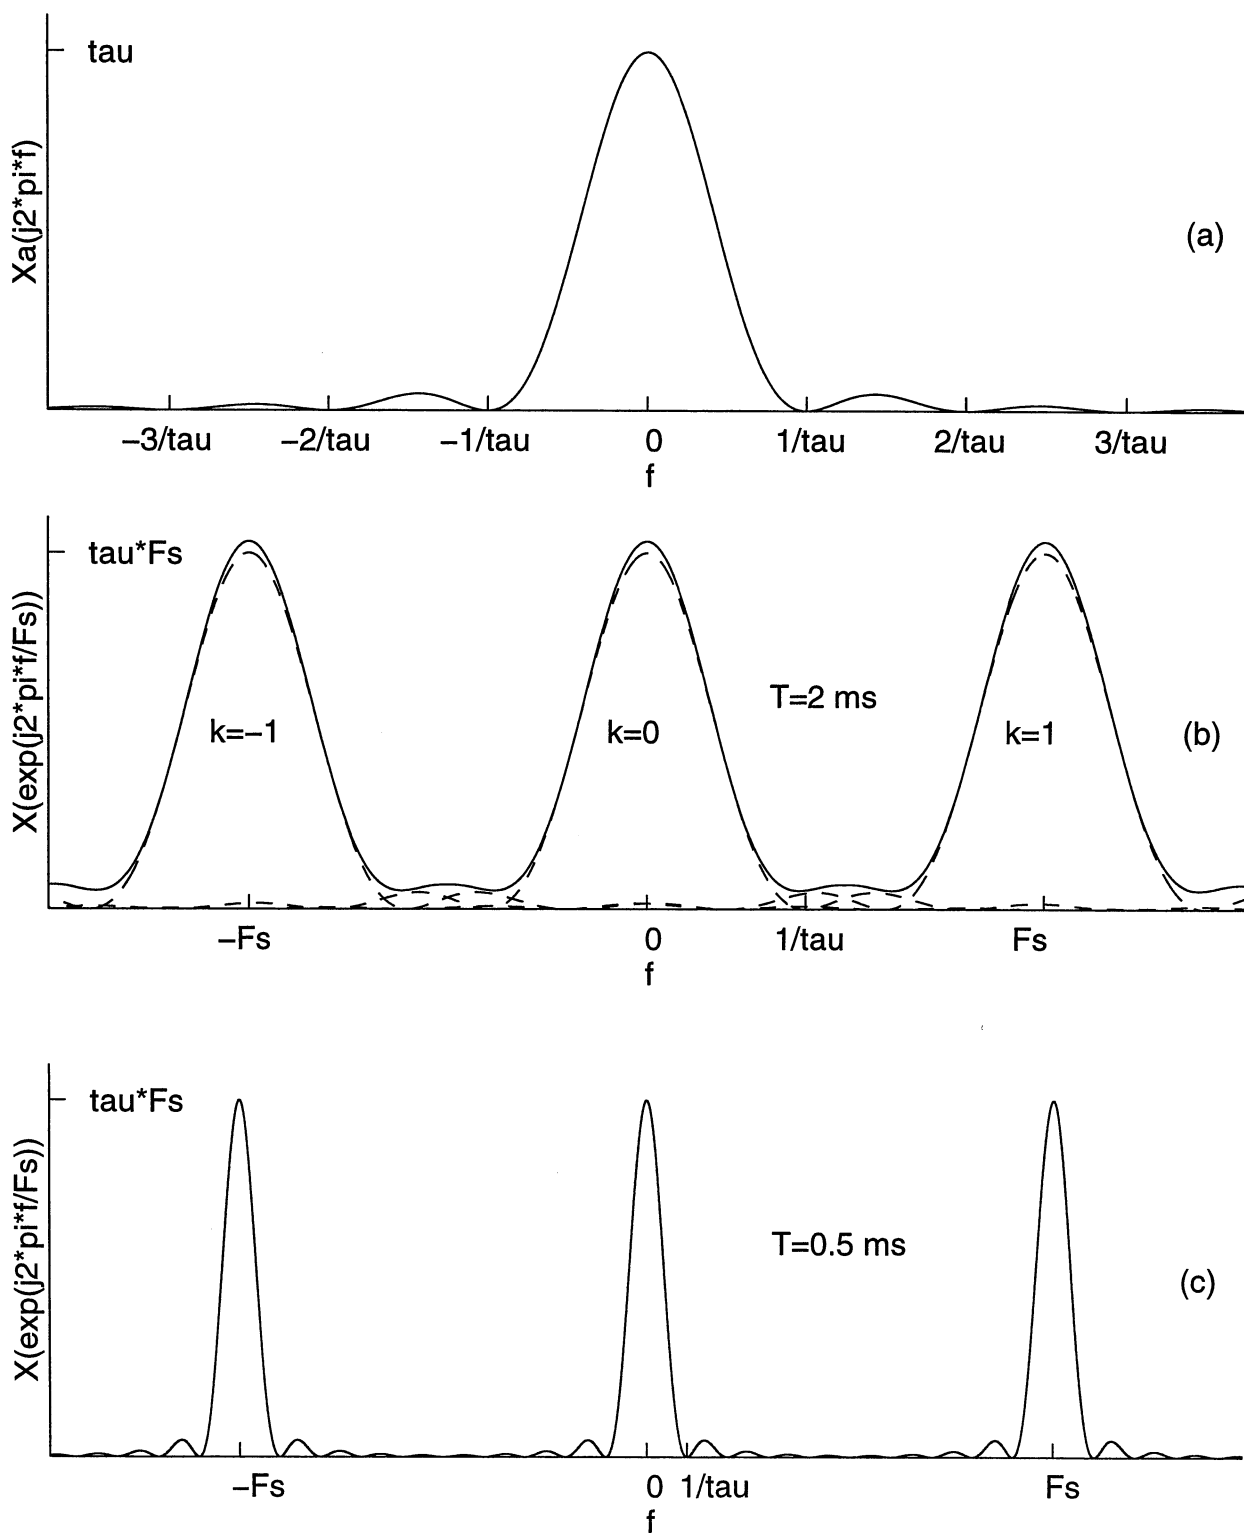 tau
Xa(j2*pi*f)
(a)
−3/tau −2/tau −1/tau 0 1/tau 2/tau 3/tau
f
tau*Fs
X(exp(j2*pi*f/Fs))
T=2 ms
k=−1 k=0 k=1
(b)
−Fs 0 1/tau Fs
f
tau*Fs
X(exp(j2*pi*f/Fs))
T=0.5 ms
(c)
−Fs 0 1/tau Fs
f